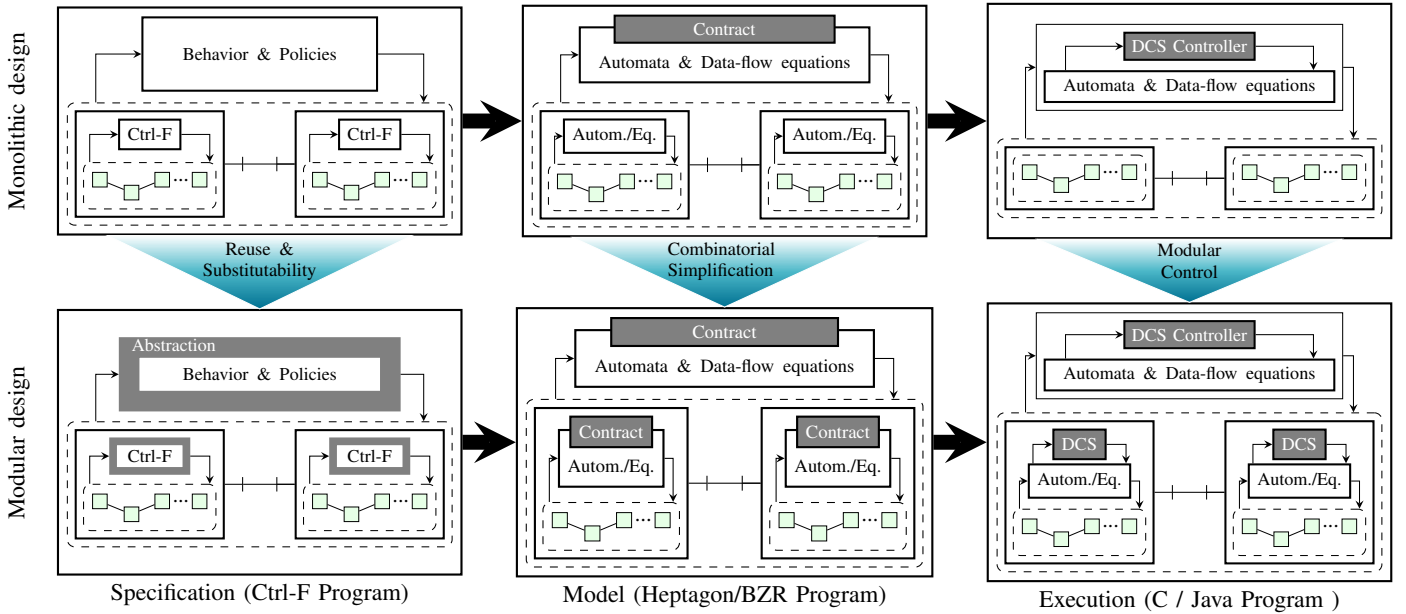 Monolithic design
Behavior & Policies
Ctrl-F
Ctrl-F
Contract
Automata & Data-flow equations
Autom./Eq.
Autom./Eq.
DCS Controller
Automata & Data-flow equations
Reuse &
Substitutability
Combinatorial
Simplification
Modular
Control
Modular design
Abstraction
Behavior & Policies
Ctrl-F
Ctrl-F
Contract
Automata & Data-flow equations
Contract
Autom./Eq.
Contract
Autom./Eq.
DCS Controller
Automata & Data-flow equations
DCS
Autom./Eq.
DCS
Autom./Eq.
Specification (Ctrl-F Program)
Model (Heptagon/BZR Program)
Execution (C / Java Program )